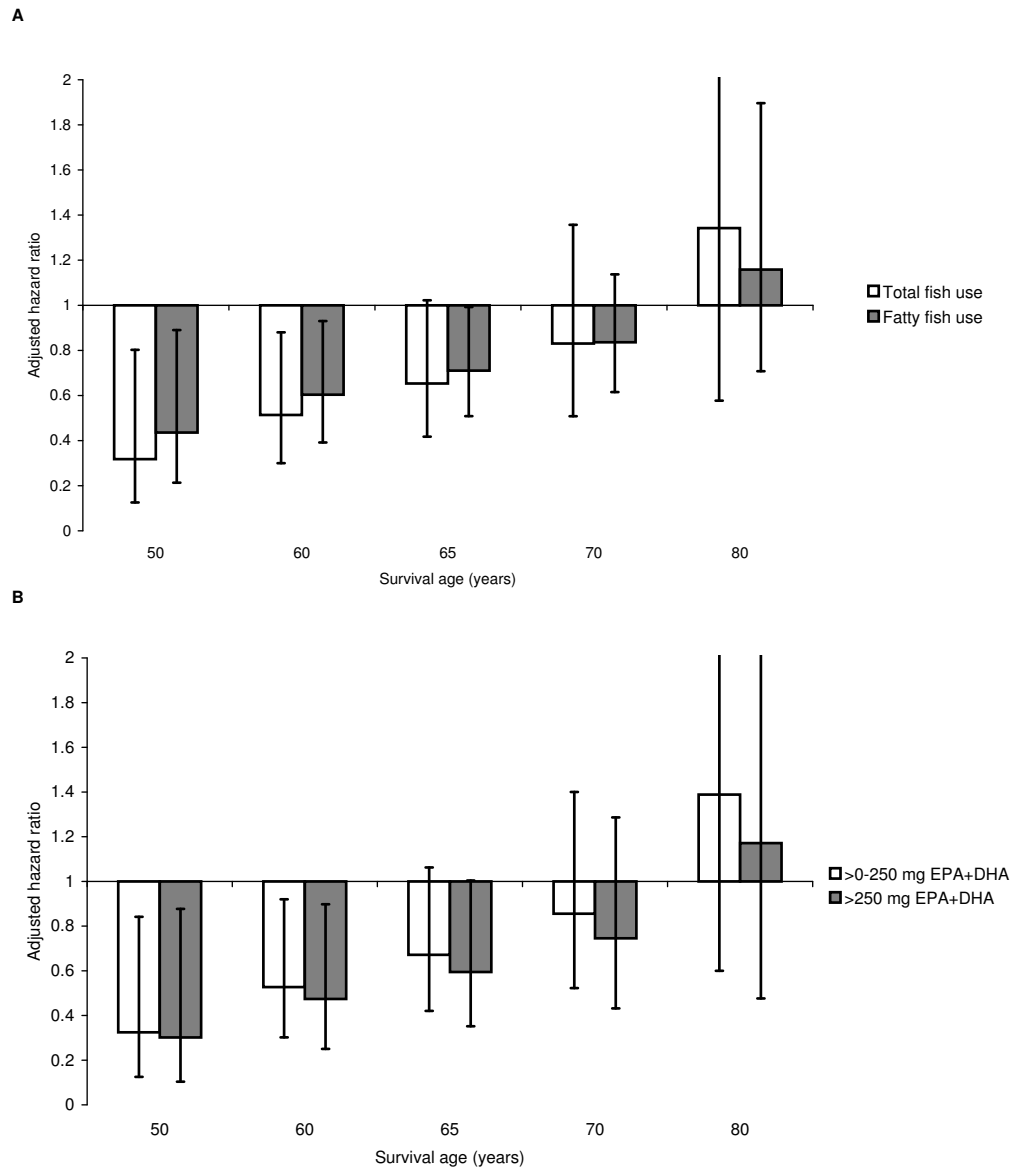 A
Adjusted hazard ratio
2
1.8
1.6
1.4
1.2
1
0.8
0.6
0.4
0.2
0
50 60 65 70 80
Survival age (years)
Total fish use
Fatty fish use
B
Adjusted hazard ratio
2
1.8
1.6
1.4
1.2
1
0.8
0.6
0.4
0.2
0
50 60 65 70 80
Survival age (years)
>0-250 mg EPA+DHA
>250 mg EPA+DHA